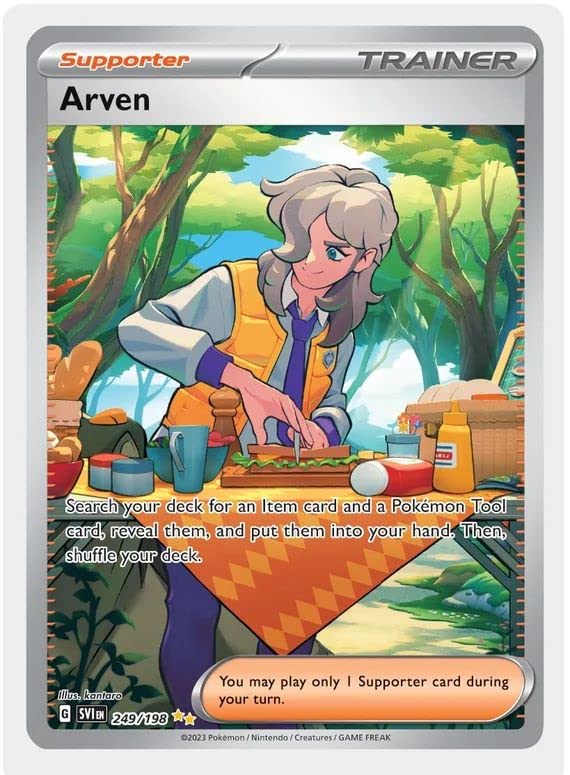 Supporter TRAINER
Arven
Search your deck for an Item card and a Pokémon Tool
card, reveal them, and put them into your hand. Then,
shuffle your deck.
You may play only 1 Supporter card during
your turn.
Illus. kantaro
G SVI EN 249/198
©2023 Pokémon / Nintendo / Creatures / GAME FREAK